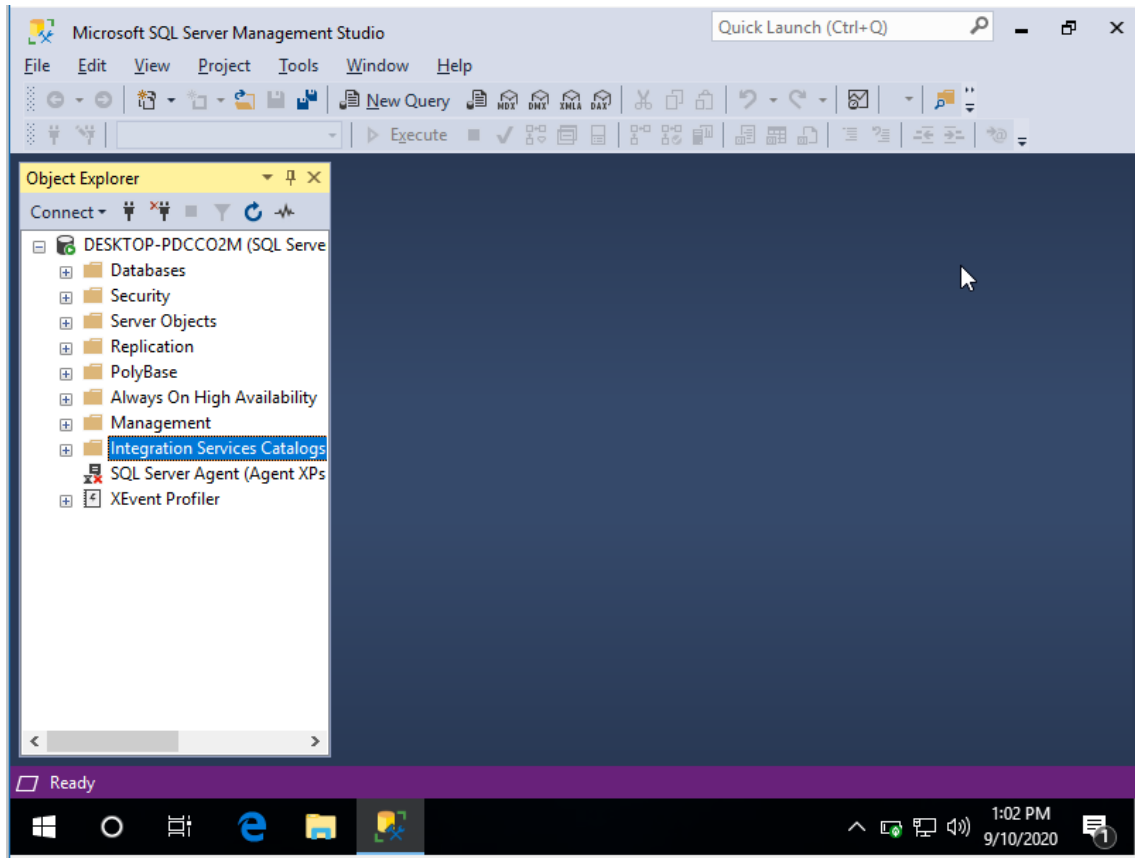 Microsoft SQL Server Management Studio
Quick Launch (Ctrl+Q)
File Edit View Project Tools Window Help
New Query MDX DMX XMLA DAX
Execute
Object Explorer
Connect
DESKTOP-PDCCO2M (SQL Serve
Databases
Security
Server Objects
Replication
PolyBase
Always On High Availability
Management
Integration Services Catalogs
SQL Server Agent (Agent XPs
XEvent Profiler
Ready
1:02 PM
9/10/2020
1